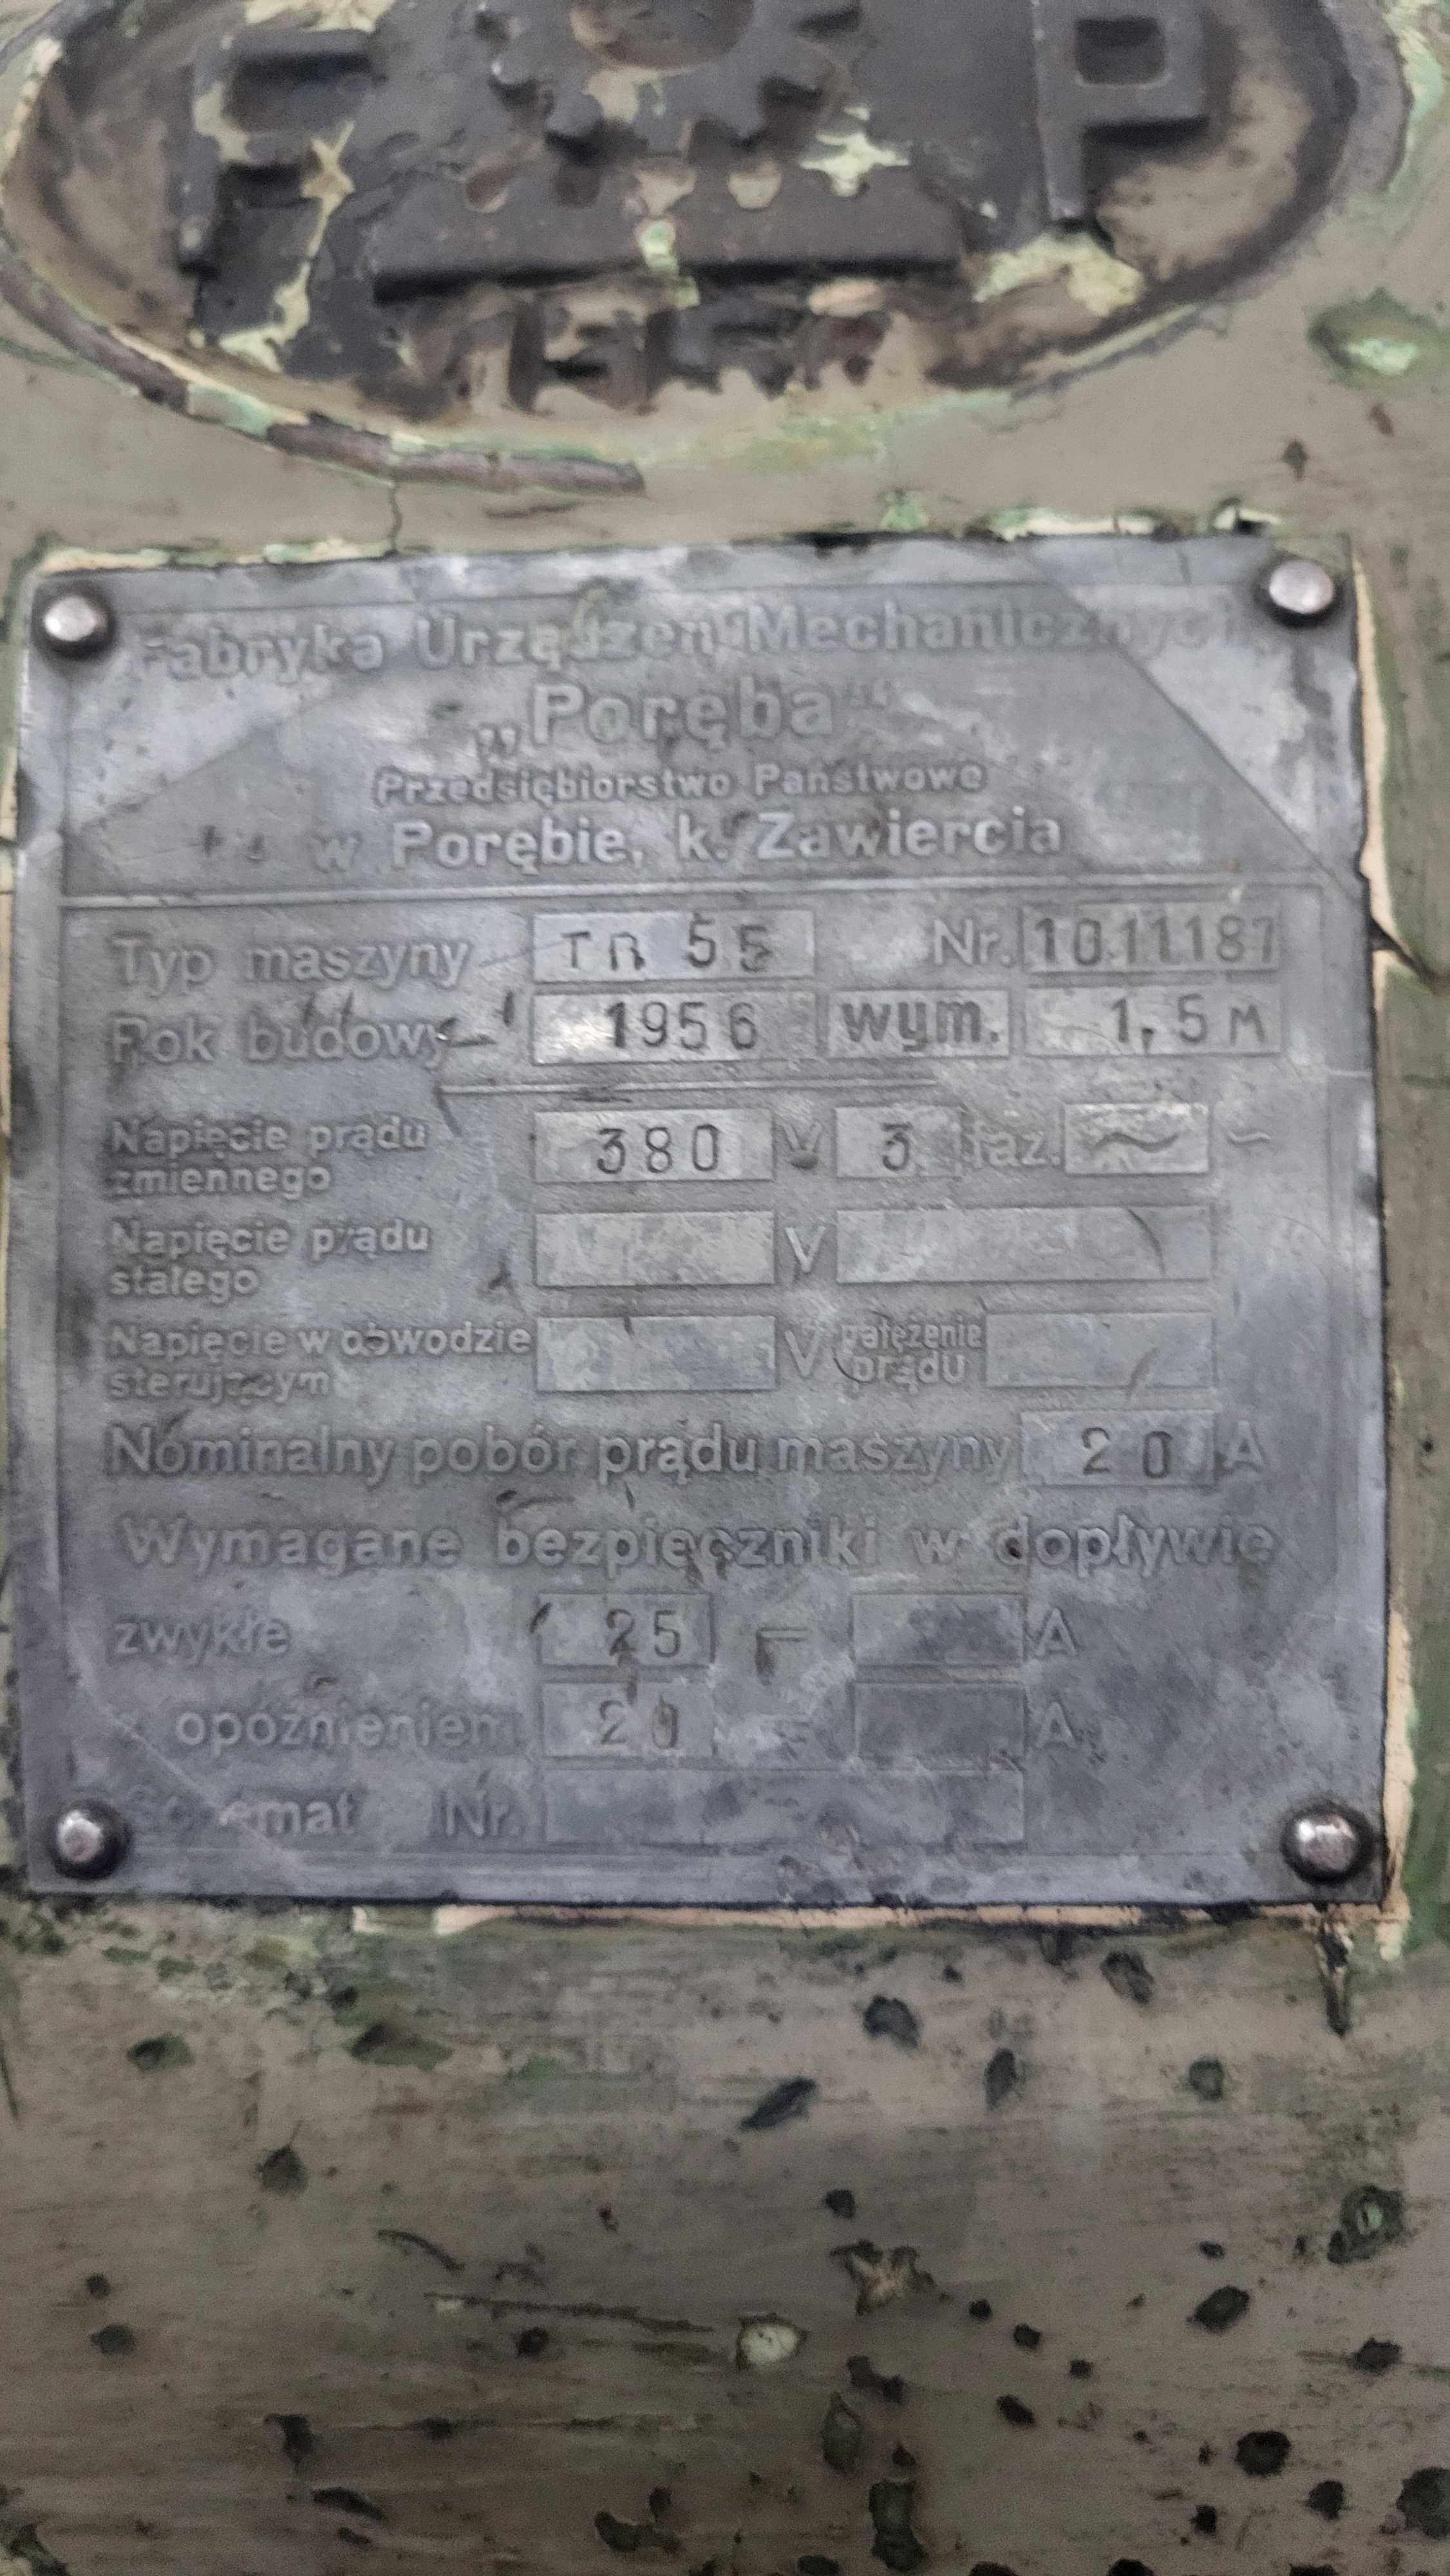 F P
Fabryka Urządzeń Mechanicznych
„Poręba”
Przedsiębiorstwo Państwowe
w Porębie, k. Zawiercia
Typ maszyny TR 55 Nr. 1011187
Rok budowy 1956 wym. 1,5 M
Napięcie prądu zmiennego 380 V 3 faz. ~ ~
Napięcie prądu stałego V
Napięcie w obwodzie sterującym V natężenie prądu
Nominalny pobór prądu maszyny 20 A
Wymagane bezpieczniki w dopływie
zwykłe 25 – A
opóźnieniem 20 – A
Schemat Nr.